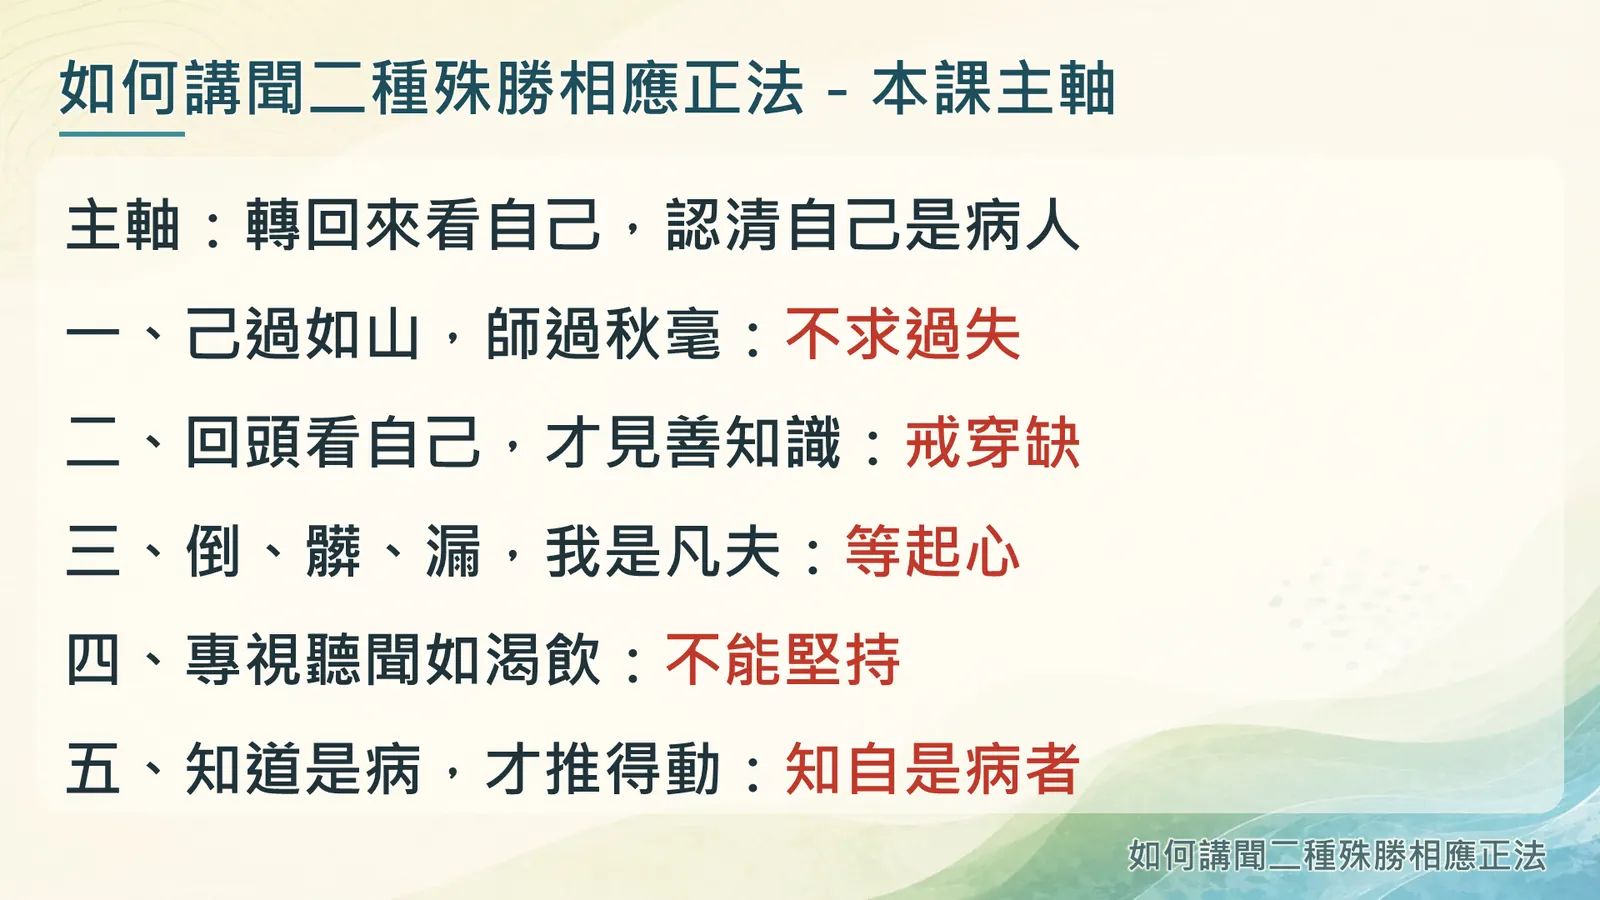 如何講聞二種殊勝相應正法 - 本課主軸
主軸：轉回來看自己，認清自己是病人
一、己過如山，師過秋毫：不求過失
二、回頭看自己，才見善知識：戒穿缺
三、倒、髒、漏，我是凡夫：等起心
四、專視聽聞如渴飲：不能堅持
五、知道是病，才推得動：知自是病者
如何講聞二種殊勝相應正法